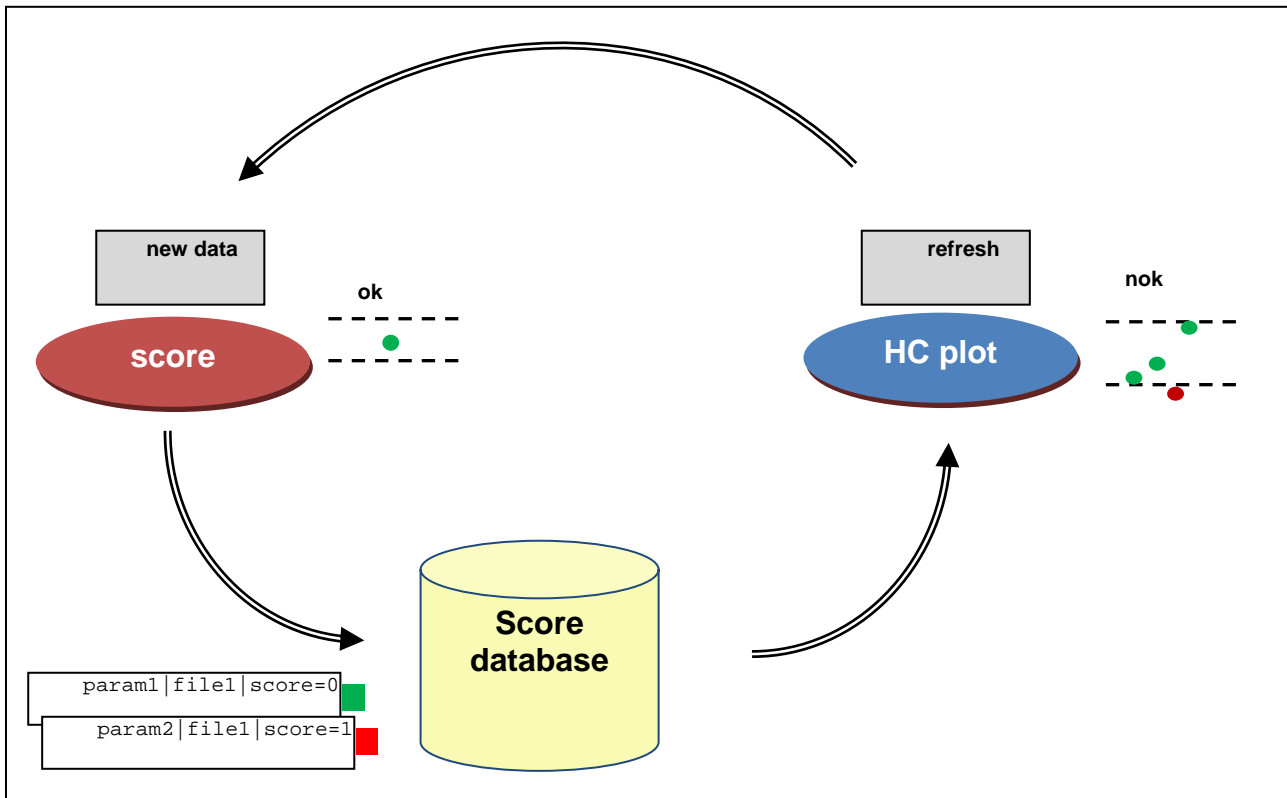 new data
refresh
ok
nok
score
HC plot
Score
database
param1|file1|score=0
param2|file1|score=1